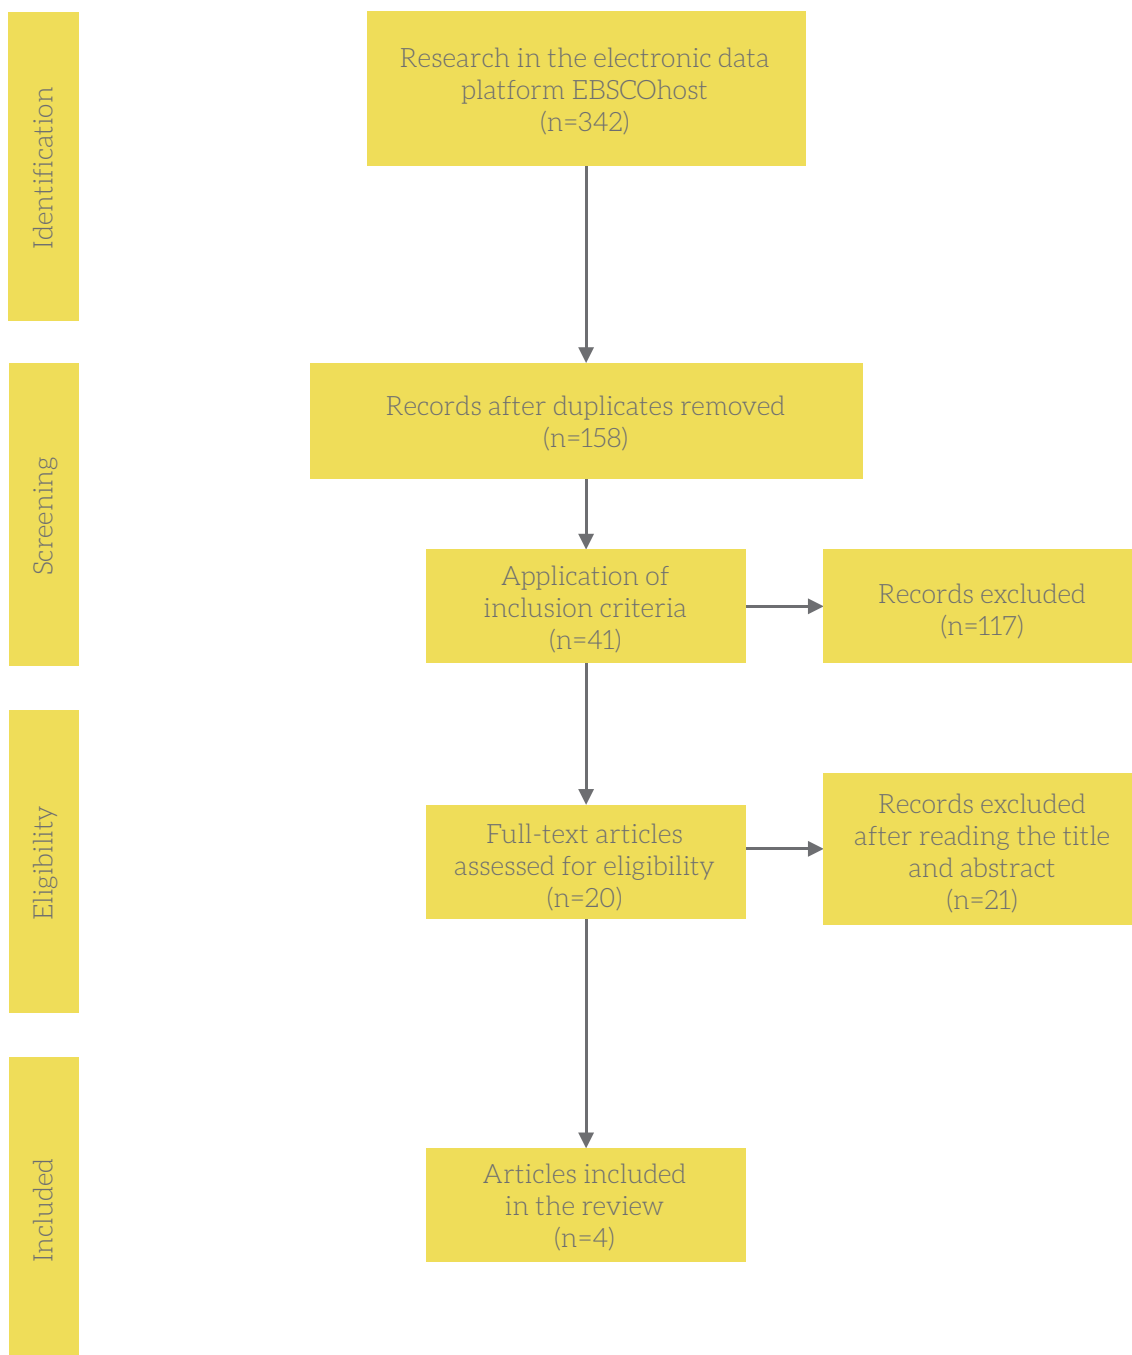 Identification
Research in the electronic data
platform EBSCOhost
(n=342)
Screening
Records after duplicates removed
(n=158)
Application of
inclusion criteria
(n=41)
Records excluded
(n=117)
Eligibility
Full-text articles
assessed for eligibility
(n=20)
Records excluded
after reading the title
and abstract
(n=21)
Included
Articles included
in the review
(n=4)